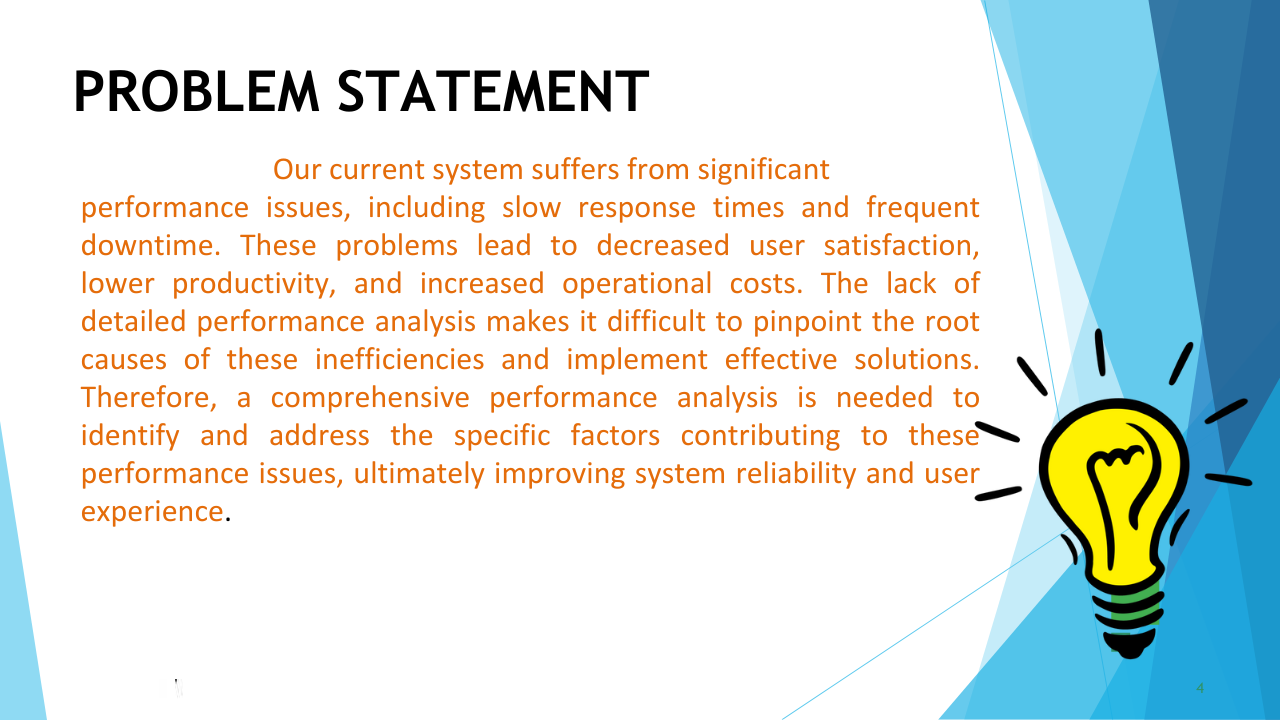 PROBLEM STATEMENT
Our current system suffers from significant
performance issues, including slow response times and frequent
downtime. These problems lead to decreased user satisfaction,
lower productivity, and increased operational costs. The lack of
detailed performance analysis makes it difficult to pinpoint the root
causes of these inefficiencies and implement effective solutions.
Therefore, a comprehensive performance analysis is needed to
identify and address the specific factors contributing to these
performance issues, ultimately improving system reliability and user
experience.
4